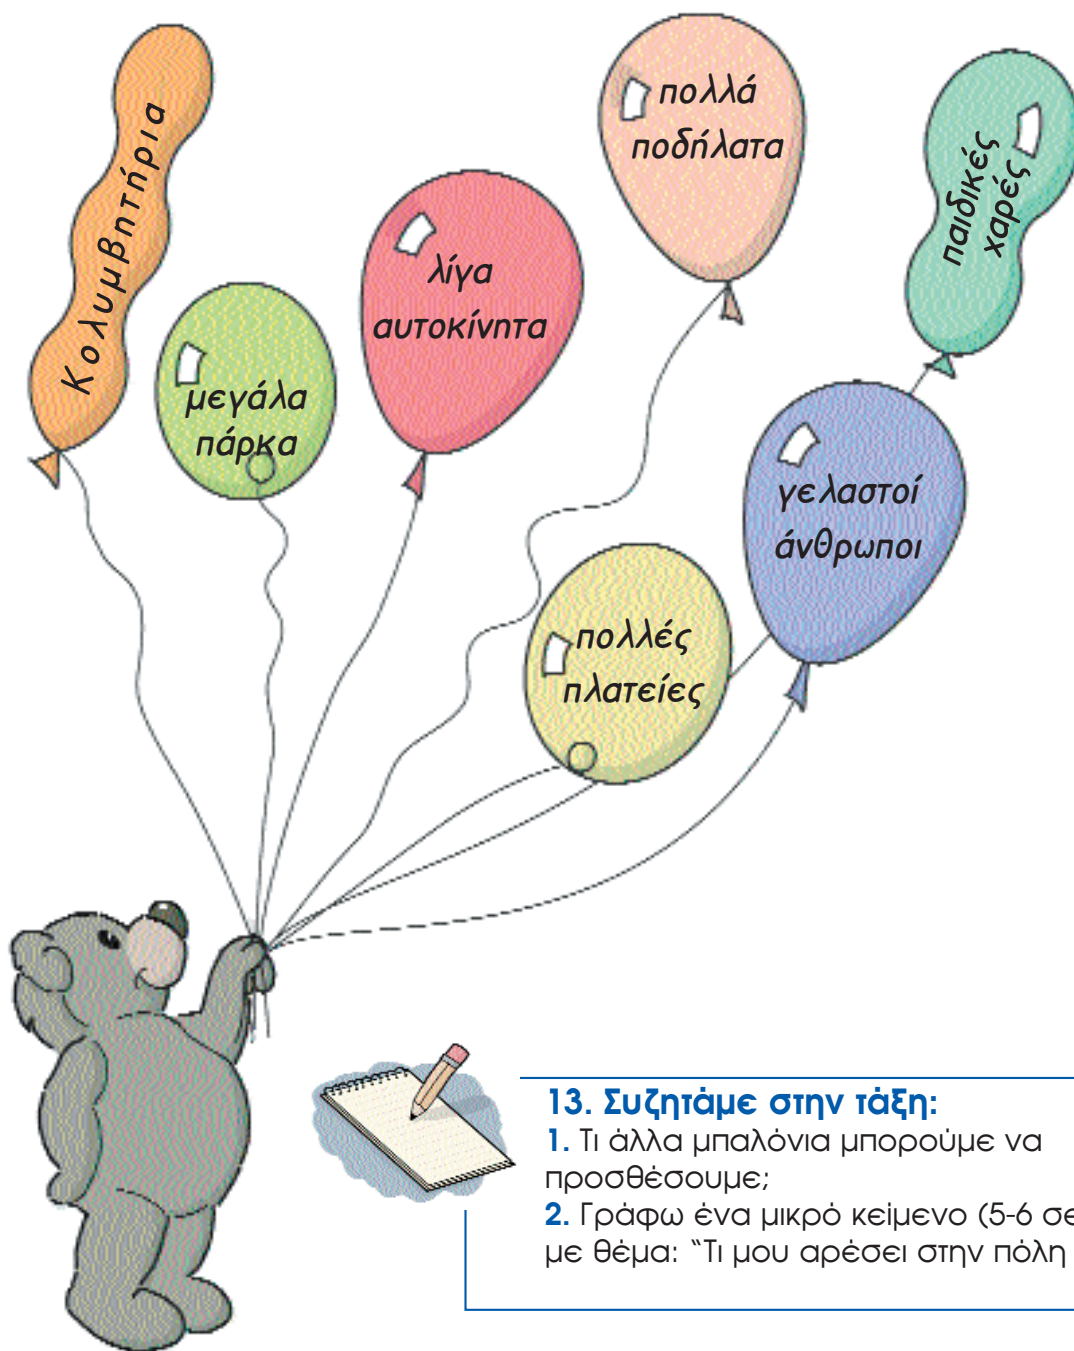 Κολυμβητήρια
μεγάλα
πάρκα
λίγα
αυτοκίνητα
πολλά
ποδήλατα
παιδικές
χαρές
γελαστοί
άνθρωποι
πολλές
πλατείες
13. Συζητάμε στην τάξη:
1. Τι άλλα μπαλόνια μπορούμε να
προσθέσουμε;
2. Γράφω ένα μικρό κείμενο (5-6 σε
με θέμα: “Τι μου αρέσει στην πόλη